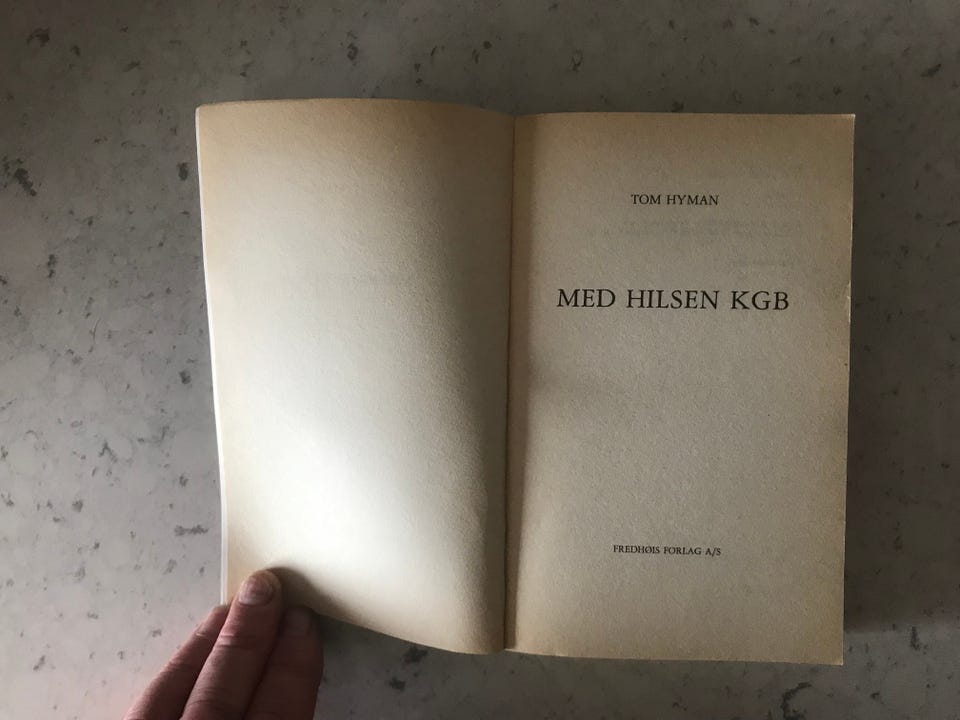 TOM HYMAN
MED HILSEN KGB
FREDHØIS FORLAG A/S